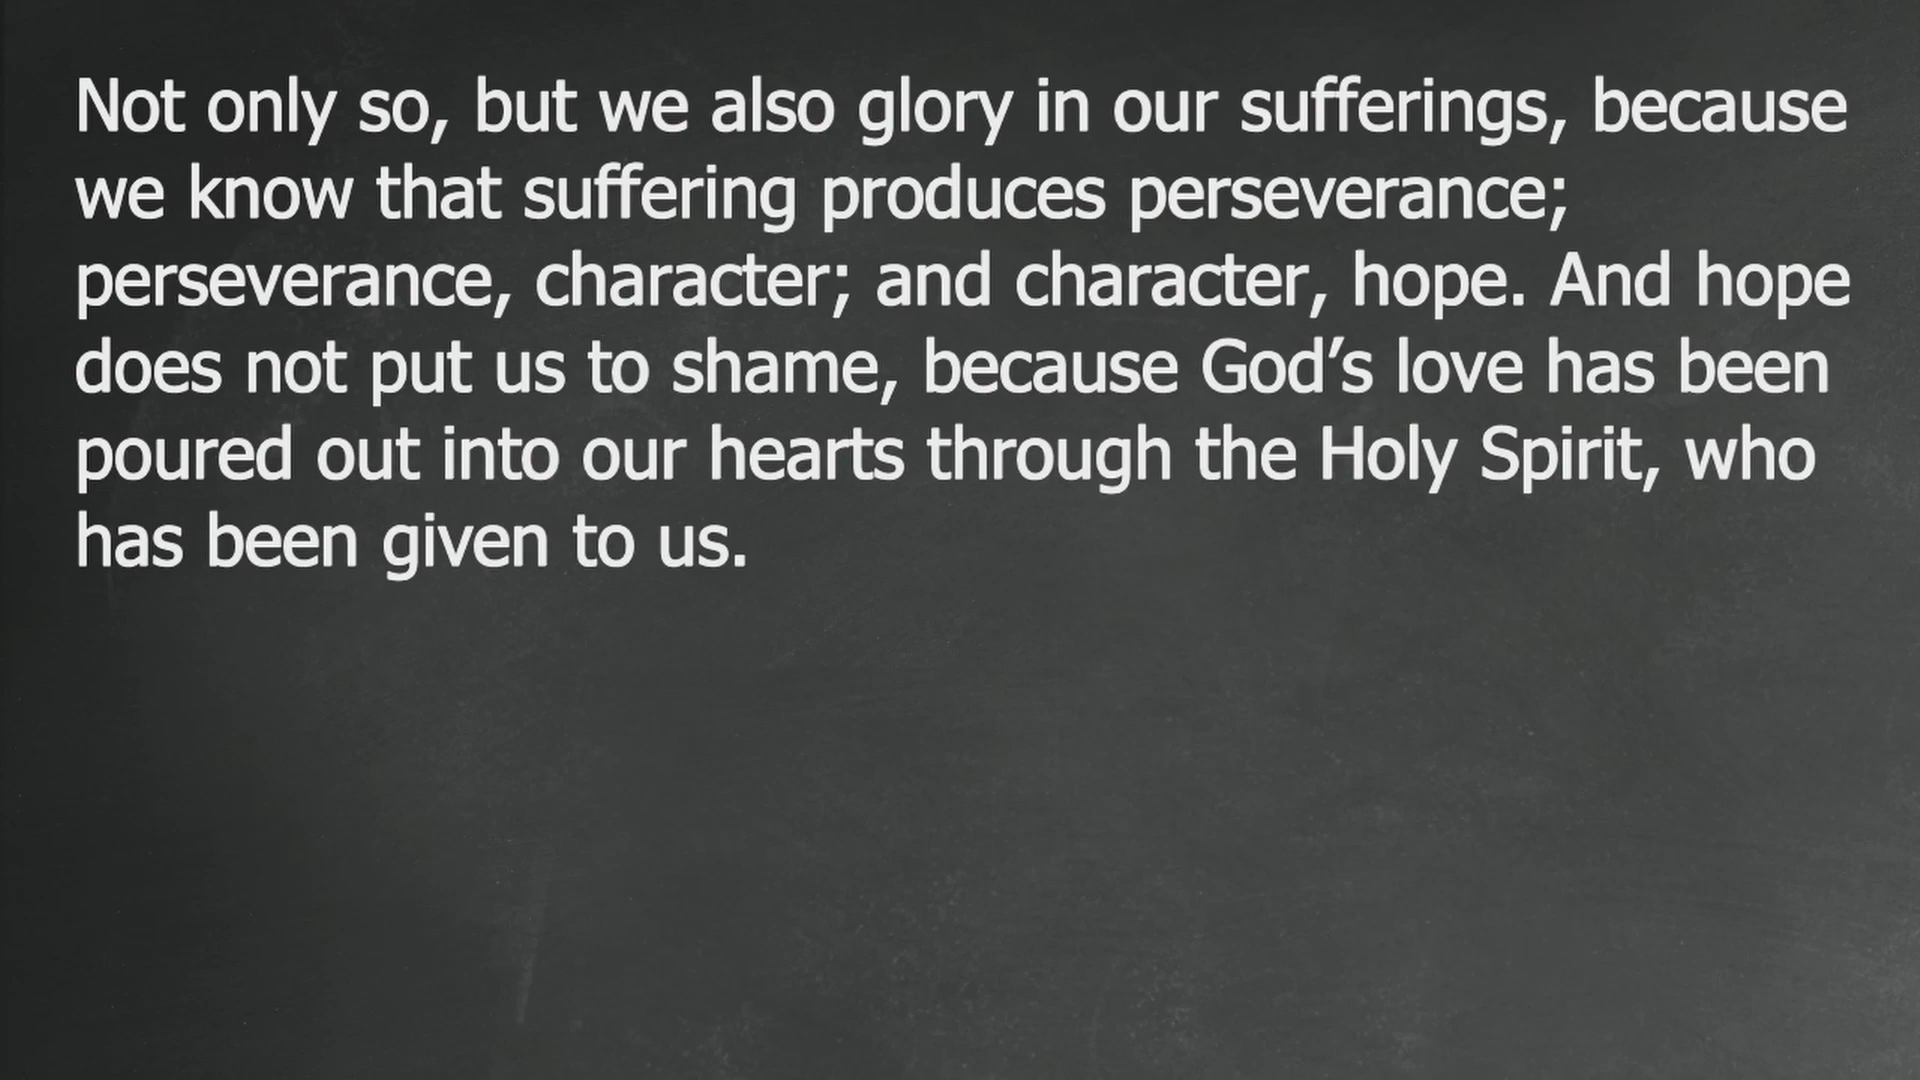 Not only so, but we also glory in our sufferings, because
we know that suffering produces perseverance;
perseverance, character; and character, hope. And hope
does not put us to shame, because God’s love has been
poured out into our hearts through the Holy Spirit, who
has been given to us.